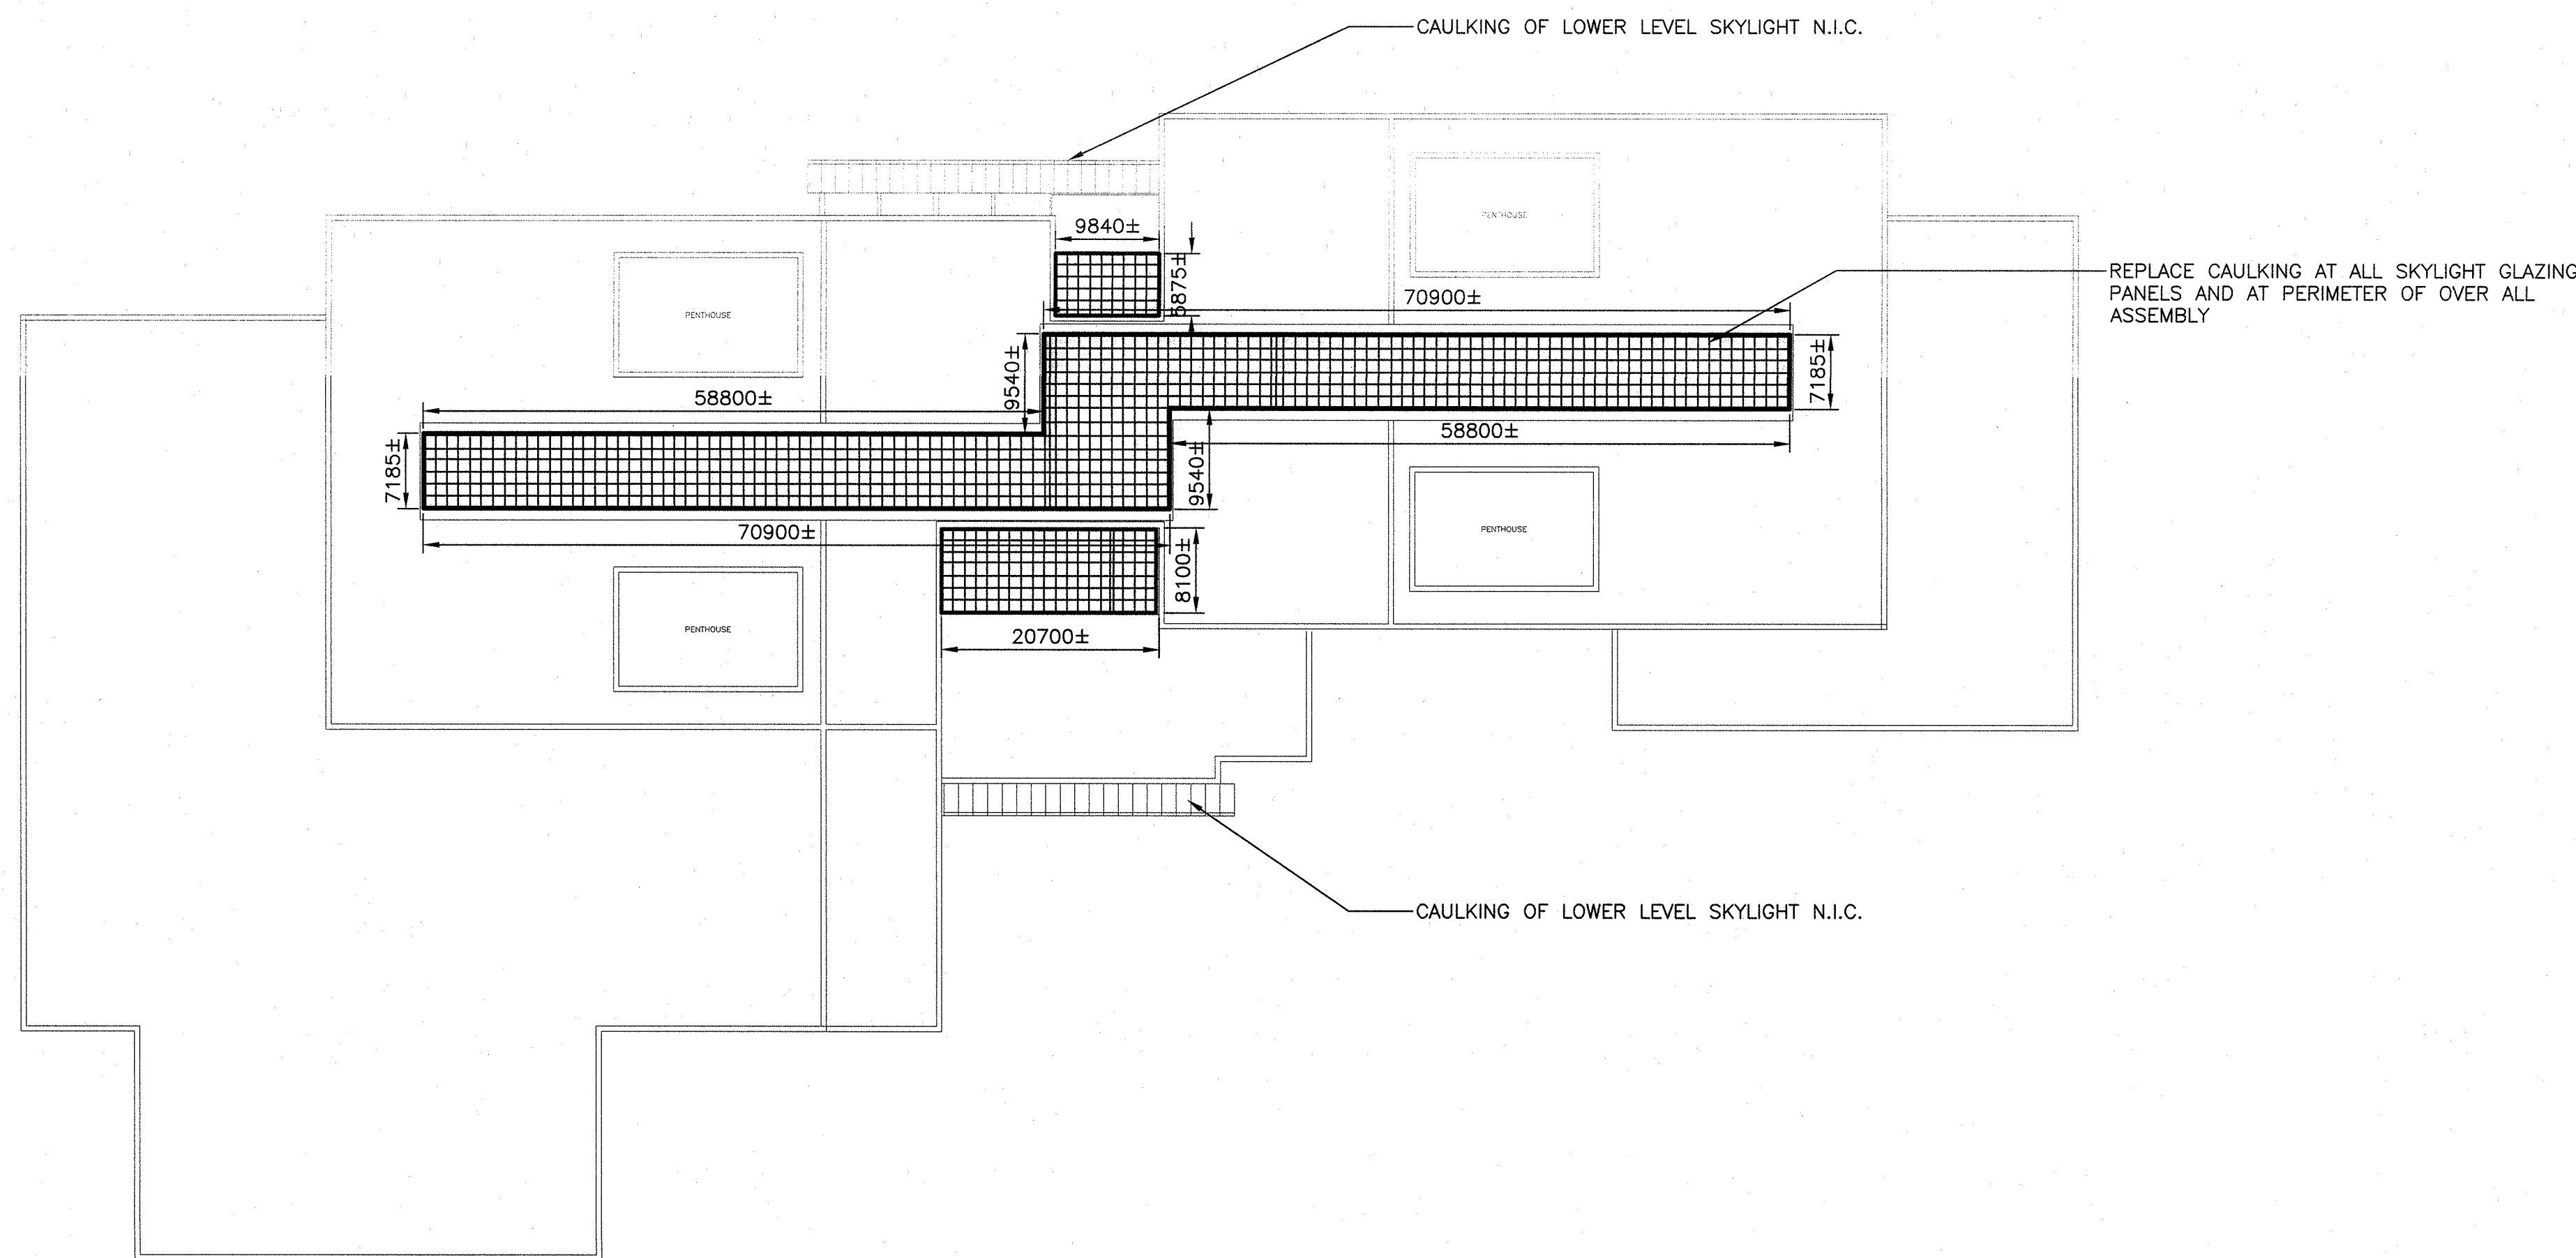 CAULKING OF LOWER LEVEL SKYLIGHT N.I.C.
PENTHOUSE
9840±
5875±
REPLACE CAULKING AT ALL SKYLIGHT GLAZING
PANELS AND AT PERIMETER OF OVER ALL
ASSEMBLY
70900±
PENTHOUSE
9540±
7185±
58800±
58800±
7185±
9540±
70900±
PENTHOUSE
8100±
PENTHOUSE
20700±
CAULKING OF LOWER LEVEL SKYLIGHT N.I.C.